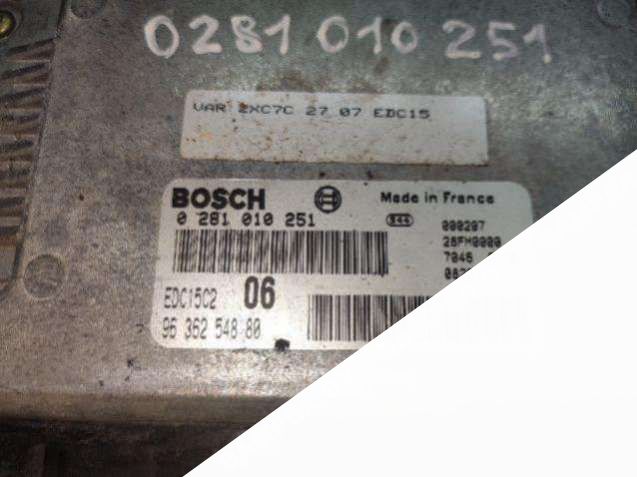 0281 010 251
VAR 2XC7C 27 07 EDC15
BOSCH
Made in France
0 281 010 251
000207
28FM0000
7046
EDC15C2 06
96 362 548 80